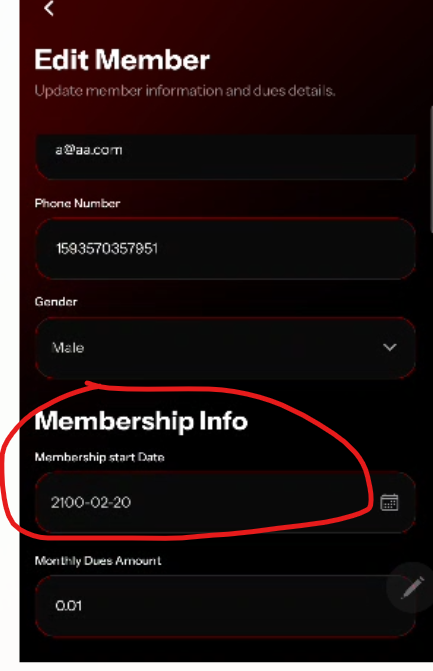 Edit Member
Update member information and dues details.
a@aa.com
Phone Number
1593570357951
Gender
Male
Membership Info
Membership start Date
2100-02-20
Monthly Dues Amount
0.01